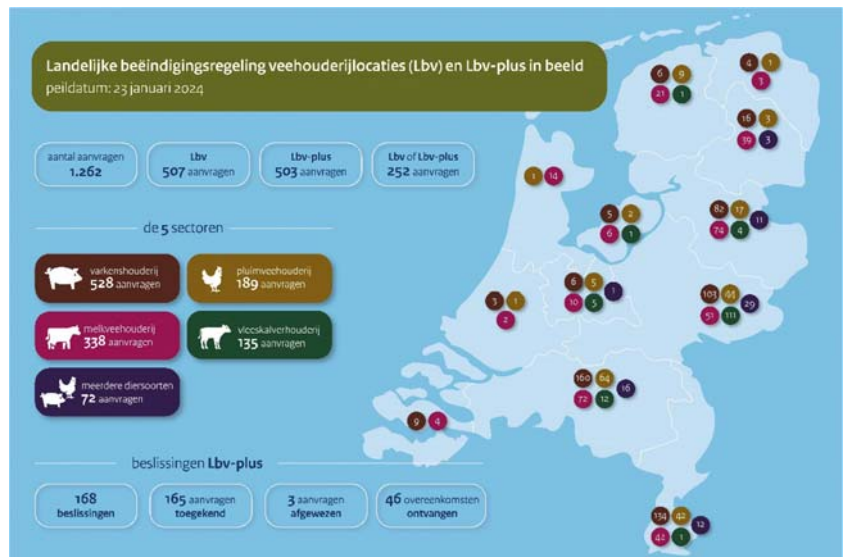 Landelijke beëindigingsregeling veehouderijlocaties (Lbv) en Lbv-plus in beeld
peildatum: 23 januari 2024
aantal aanvragen
1.262
Lbv
507 aanvragen
Lbv-plus
503 aanvragen
Lbv of Lbv-plus
252 aanvragen
de 5 sectoren
varkenshouderij
528 aanvragen
pluimveehouderij
189 aanvragen
melkveehouderij
338 aanvragen
vleeskalverhouderij
135 aanvragen
meerdere diersoorten
72 aanvragen
beslissingen Lbv-plus
168
beslissingen
165 aanvragen
toegekend
3 aanvragen
afgewezen
46 overeenkomsten
ontvangen
6 9
21 1
4 1
3
16 3
39 3
1 14
5 2
6 1
82 17
74 4
11
6 5
10 5
1
3 1
2
103 44
51 111
29
160 64
72 12
16
9 4
134 42
42 1
12